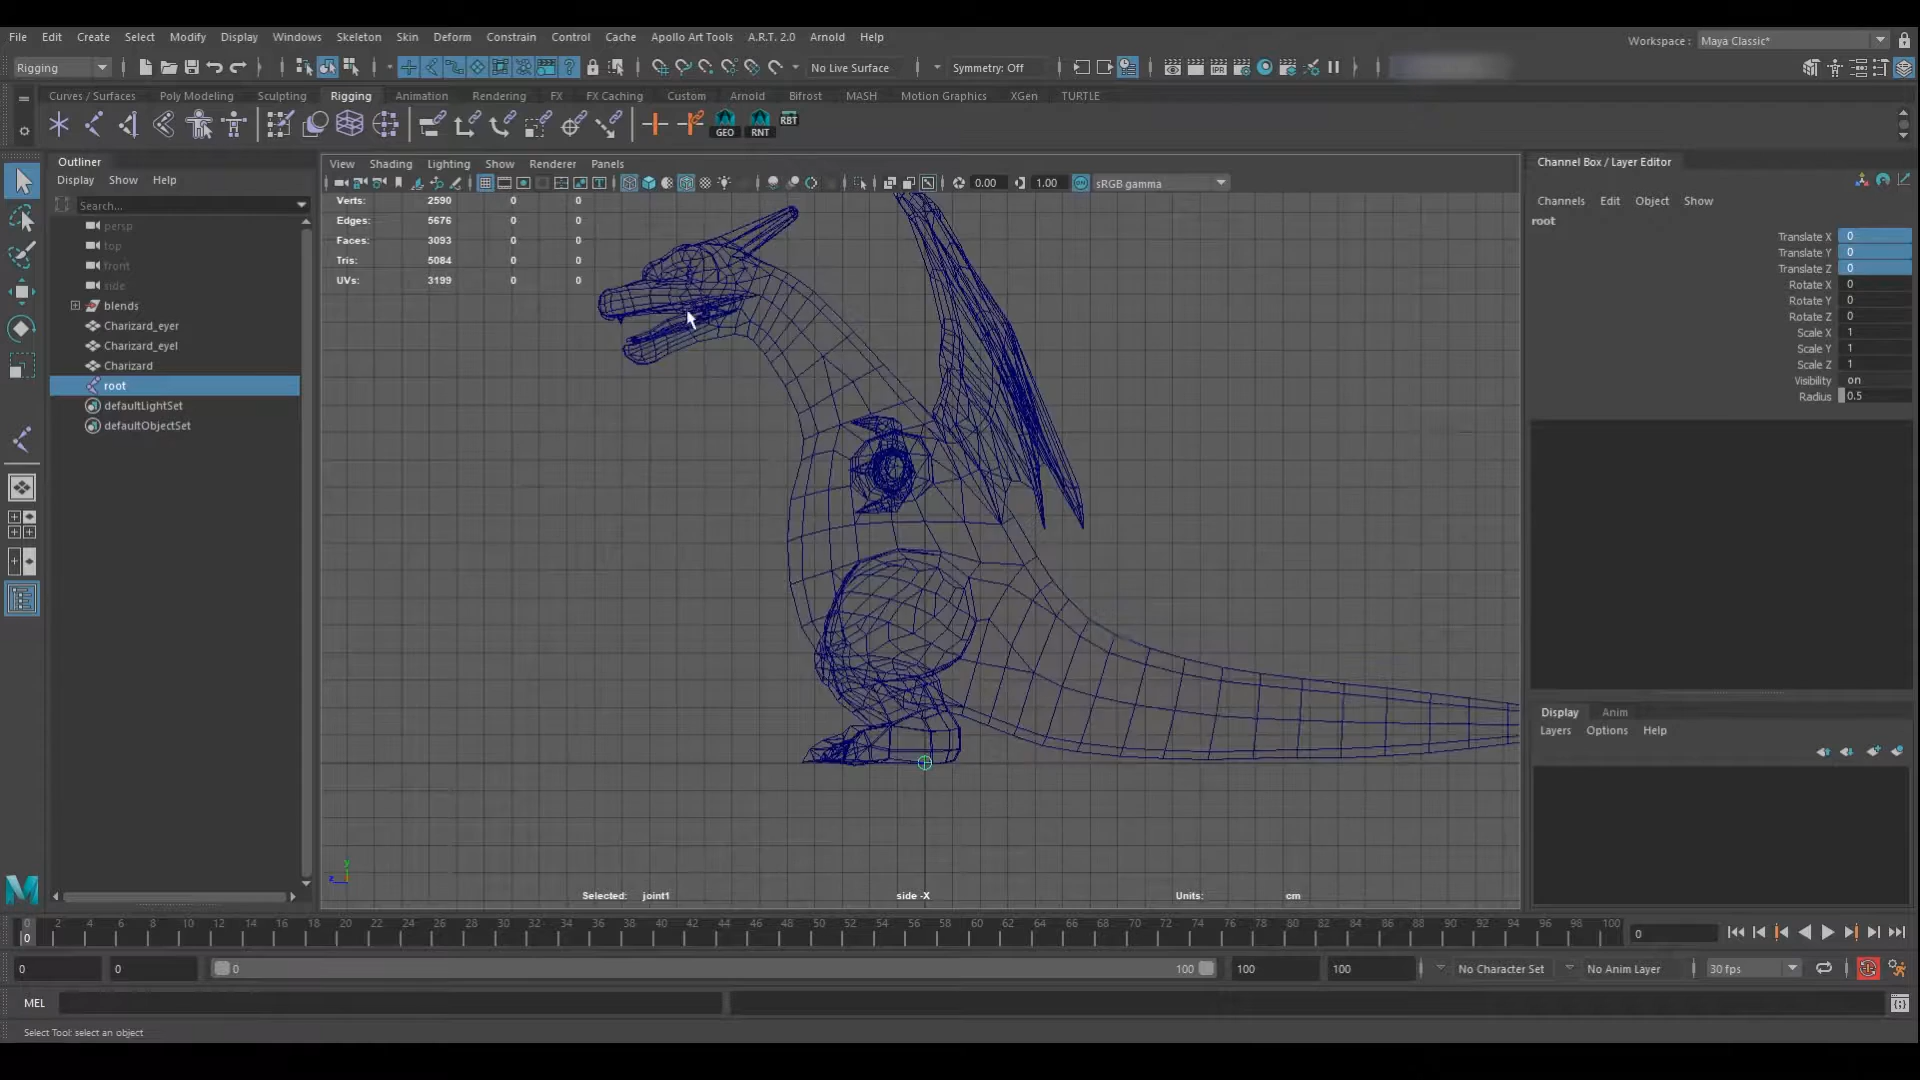 File Edit Create Select Modify Display Windows Skeleton Skin Deform Constrain Control Cache Apollo Art Tools A.R.T. 2.0 Arnold Help
Workspace : Maya Classic*
Rigging
No Live Surface
Symmetry: Off
IPR
Curves / Surfaces Poly Modeling Sculpting Rigging Animation Rendering FX FX Caching Custom Arnold Bifrost MASH Motion Graphics XGen TURTLE
GEO RNT RBT
Outliner
Display Show Help
Search...
persp
top
front
side
blends
Charizard_eyer
Charizard_eyel
Charizard
root
defaultLightSet
defaultObjectSet
View Shading Lighting Show Renderer Panels
0.00 1.00 sRGB gamma
Verts: 2590 0 0
Edges: 5676 0 0
Faces: 3093 0 0
Tris: 5084 0 0
UVs: 3199 0 0
y
z
Selected: joint1 side -X Units: cm
Channel Box / Layer Editor
Channels Edit Object Show
root
Translate X 0
Translate Y 0
Translate Z 0
Rotate X 0
Rotate Y 0
Rotate Z 0
Scale X 1
Scale Y 1
Scale Z 1
Visibility on
Radius 0.5
Display Anim
Layers Options Help
0 2 4 6 8 10 12 14 16 18 20 22 24 26 28 30 32 34 36 38 40 42 44 46 48 50 52 54 56 58 60 62 64 66 68 70 72 74 76 78 80 82 84 86 88 90 92 94 96 98 100
0
0
0 0 0 100 100 100 No Character Set No Anim Layer 30 fps
MEL
Select Tool: select an object